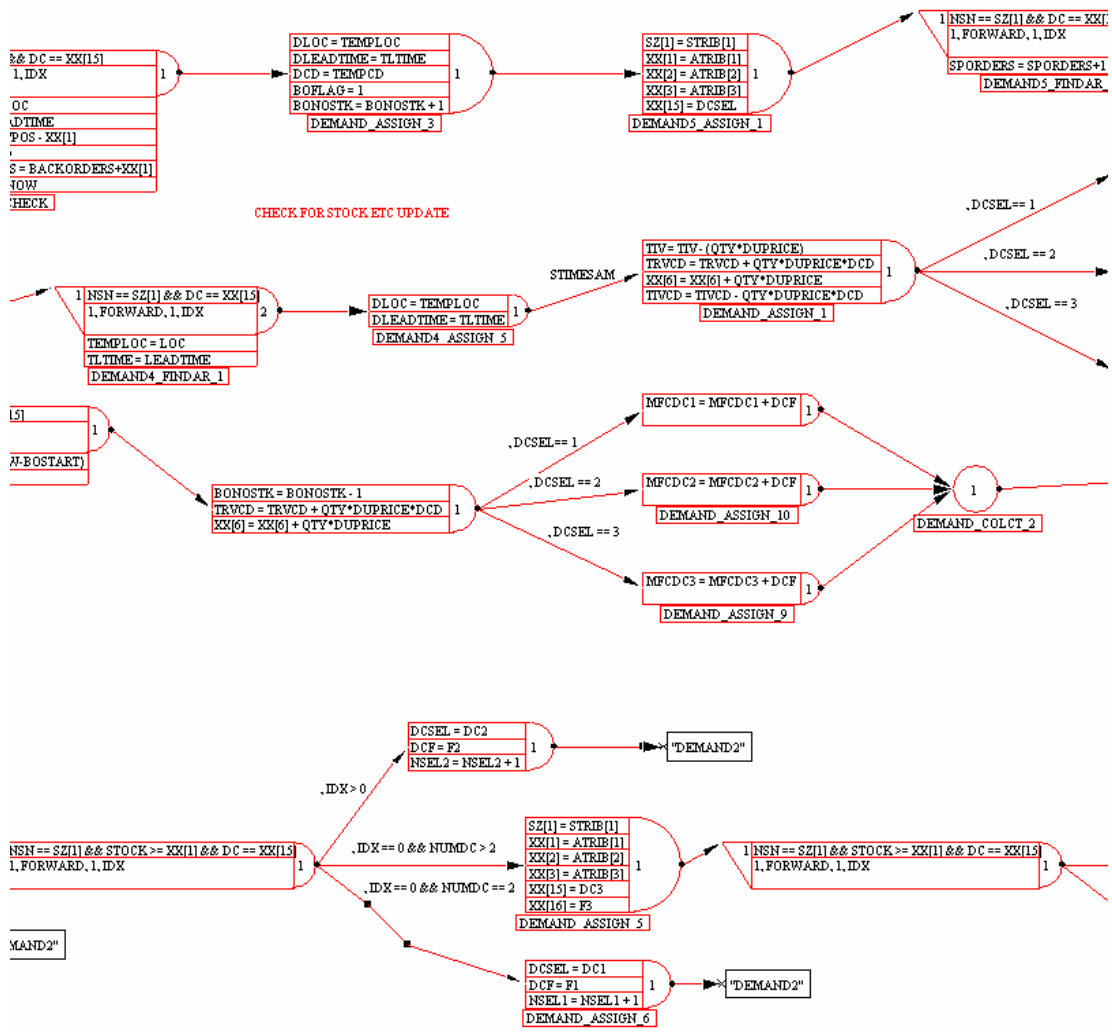 && DC == XX[15]
1, IDX
1
OC
EADTIME
POS - XX[1]
S = BACKORDERS+XX[1]
NOW
CHECK
DLOC = TEMPLOC
DLEADTIME = TLTIME
DCD = TEMPCD
BOFLAG = 1
BONOSTK = BONOSTK + 1
1
DEMAND_ASSIGN_3
SZ[1] = STRIB[1]
XX[1] = ATRIB[1]
XX[2] = ATRIB[2]
XX[3] = ATRIB[3]
XX[15] = DCSEL
1
DEMAND5_ASSIGN_1
1
NSN == SZ[1] && DC == XX[1
1, FORWARD, 1, IDX
SPORDERS = SPORDERS+1
DEMAND5_FINDAR_
CHECK FOR STOCK ETC UPDATE
1
NSN == SZ[1] && DC == XX[15]
1, FORWARD, 1, IDX
2
TEMPLOC = LOC
TLTIME = LEADTIME
DEMAND4_FINDAR_1
DLOC = TEMPLOC
DLEADTIME = TLTIME
1
DEMAND4_ASSIGN_5
STIMESAM
TIV = TIV - (QTY*DUPRICE)
TRVCD = TRVCD + QTY*DUPRICE*DCD
XX[6] = XX[6] + QTY*DUPRICE
TIVCD = TIVCD - QTY*DUPRICE*DCD
1
DEMAND_ASSIGN_1
, DCSEL== 1
, DCSEL == 2
, DCSEL == 3
15]
1
W-BOSTART)
BONOSTK = BONOSTK - 1
TRVCD = TRVCD + QTY*DUPRICE*DCD
XX[6] = XX[6] + QTY*DUPRICE
1
, DCSEL== 1
, DCSEL == 2
, DCSEL == 3
MFCDC1 = MFCDC1 + DCF
1
MFCDC2 = MFCDC2 + DCF
1
DEMAND_ASSIGN_10
MFCDC3 = MFCDC3 + DCF
1
DEMAND_ASSIGN_9
1
DEMAND_COLCT_2
NSN == SZ[1] && STOCK >= XX[1] && DC == XX[15]
1, FORWARD, 1, IDX
1
, IDX > 0
, IDX == 0 && NUMDC > 2
, IDX == 0 && NUMDC == 2
DCSEL = DC2
DCF = F2
NSEL2 = NSEL2 + 1
1
"DEMAND2"
SZ[1] = STRIB[1]
XX[1] = ATRIB[1]
XX[2] = ATRIB[2]
XX[3] = ATRIB[3]
XX[15] = DC3
XX[16] = F3
1
DEMAND_ASSIGN_5
1
NSN == SZ[1] && STOCK >= XX[1] && DC == XX[15]
1, FORWARD, 1, IDX
1
EMAND2"
DCSEL = DC1
DCF = F1
NSEL1 = NSEL1 + 1
1
DEMAND_ASSIGN_6
"DEMAND2"